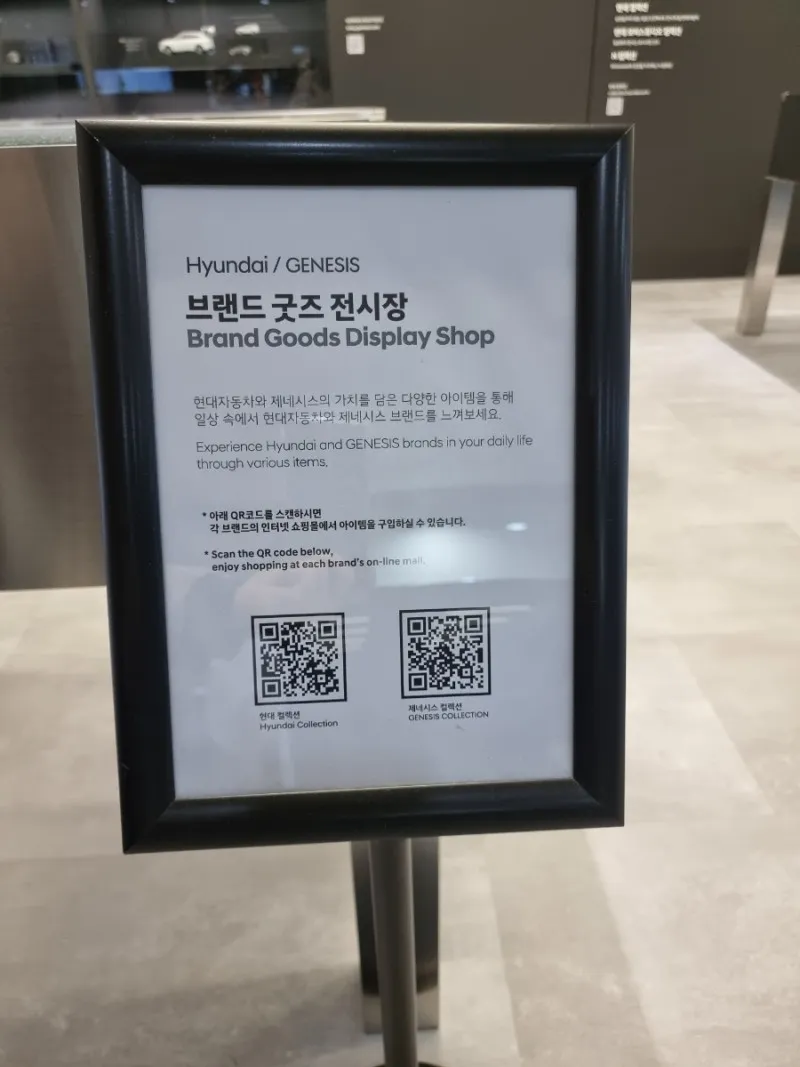 현대 컬렉션
Hyundai / GENESIS
브랜드 굿즈 전시장
Brand Goods Display Shop
현대자동차와 제네시스의 가치를 담은 다양한 아이템을 통해
일상 속에서 현대자동차와 제네시스 브랜드를 느껴보세요.
Experience Hyundai and GENESIS brands in your daily life
through various items.
* 아래 QR코드를 스캔하시면
각 브랜드의 인터넷 쇼핑몰에서 아이템을 구입하실 수 있습니다.
* Scan the QR code below,
enjoy shopping at each brand's on-line mall.
현대 컬렉션
Hyundai Collection
제네시스 컬렉션
GENESIS COLLECTION